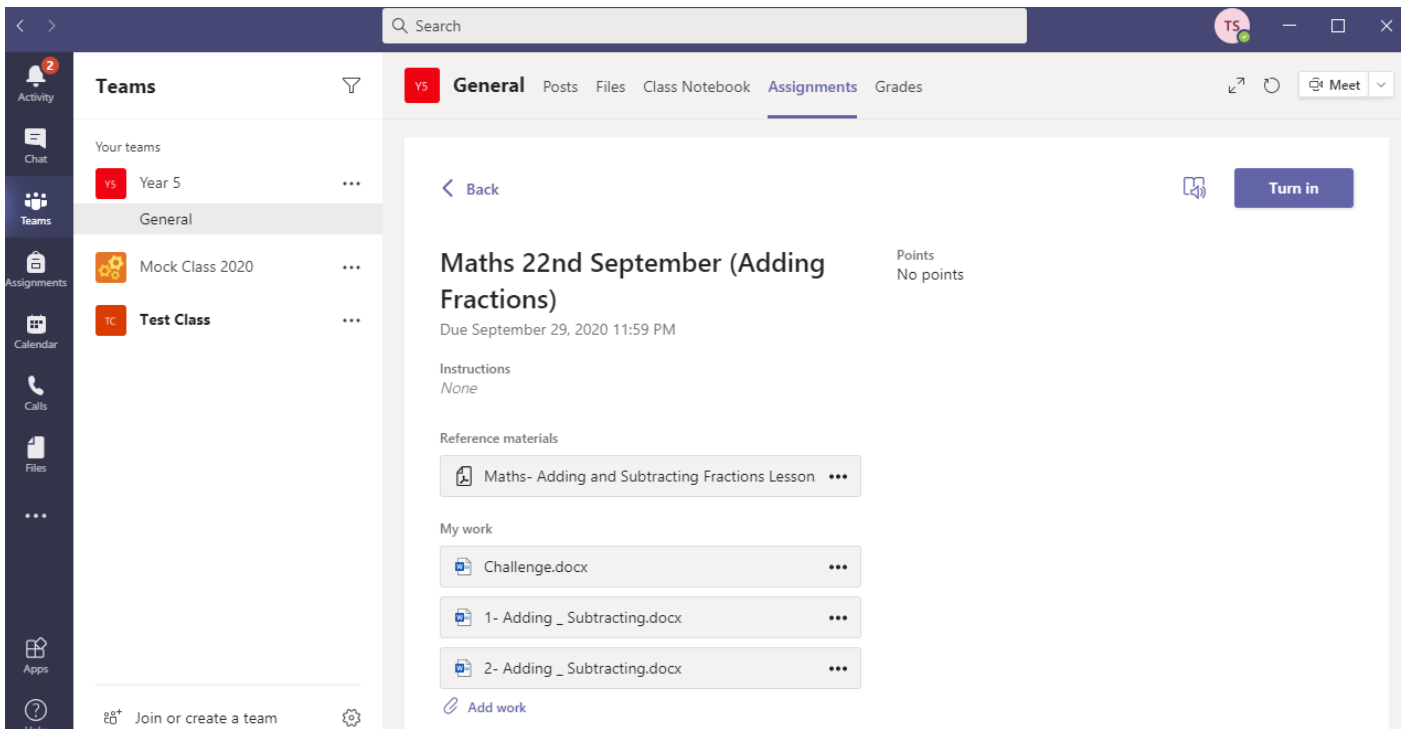 Search
TS
2
Activity
Chat
Teams
Assignments
Calendar
Calls
Files
Apps
Teams
Your teams
Y5 Year 5
General
Mock Class 2020
TC Test Class
Join or create a team
Y5 General Posts Files Class Notebook Assignments Grades
Meet
Back
Turn in
Maths 22nd September (Adding
Fractions)
Due September 29, 2020 11:59 PM
Points
No points
Instructions
None
Reference materials
Maths- Adding and Subtracting Fractions Lesson
My work
Challenge.docx
1- Adding _ Subtracting.docx
2- Adding _ Subtracting.docx
Add work